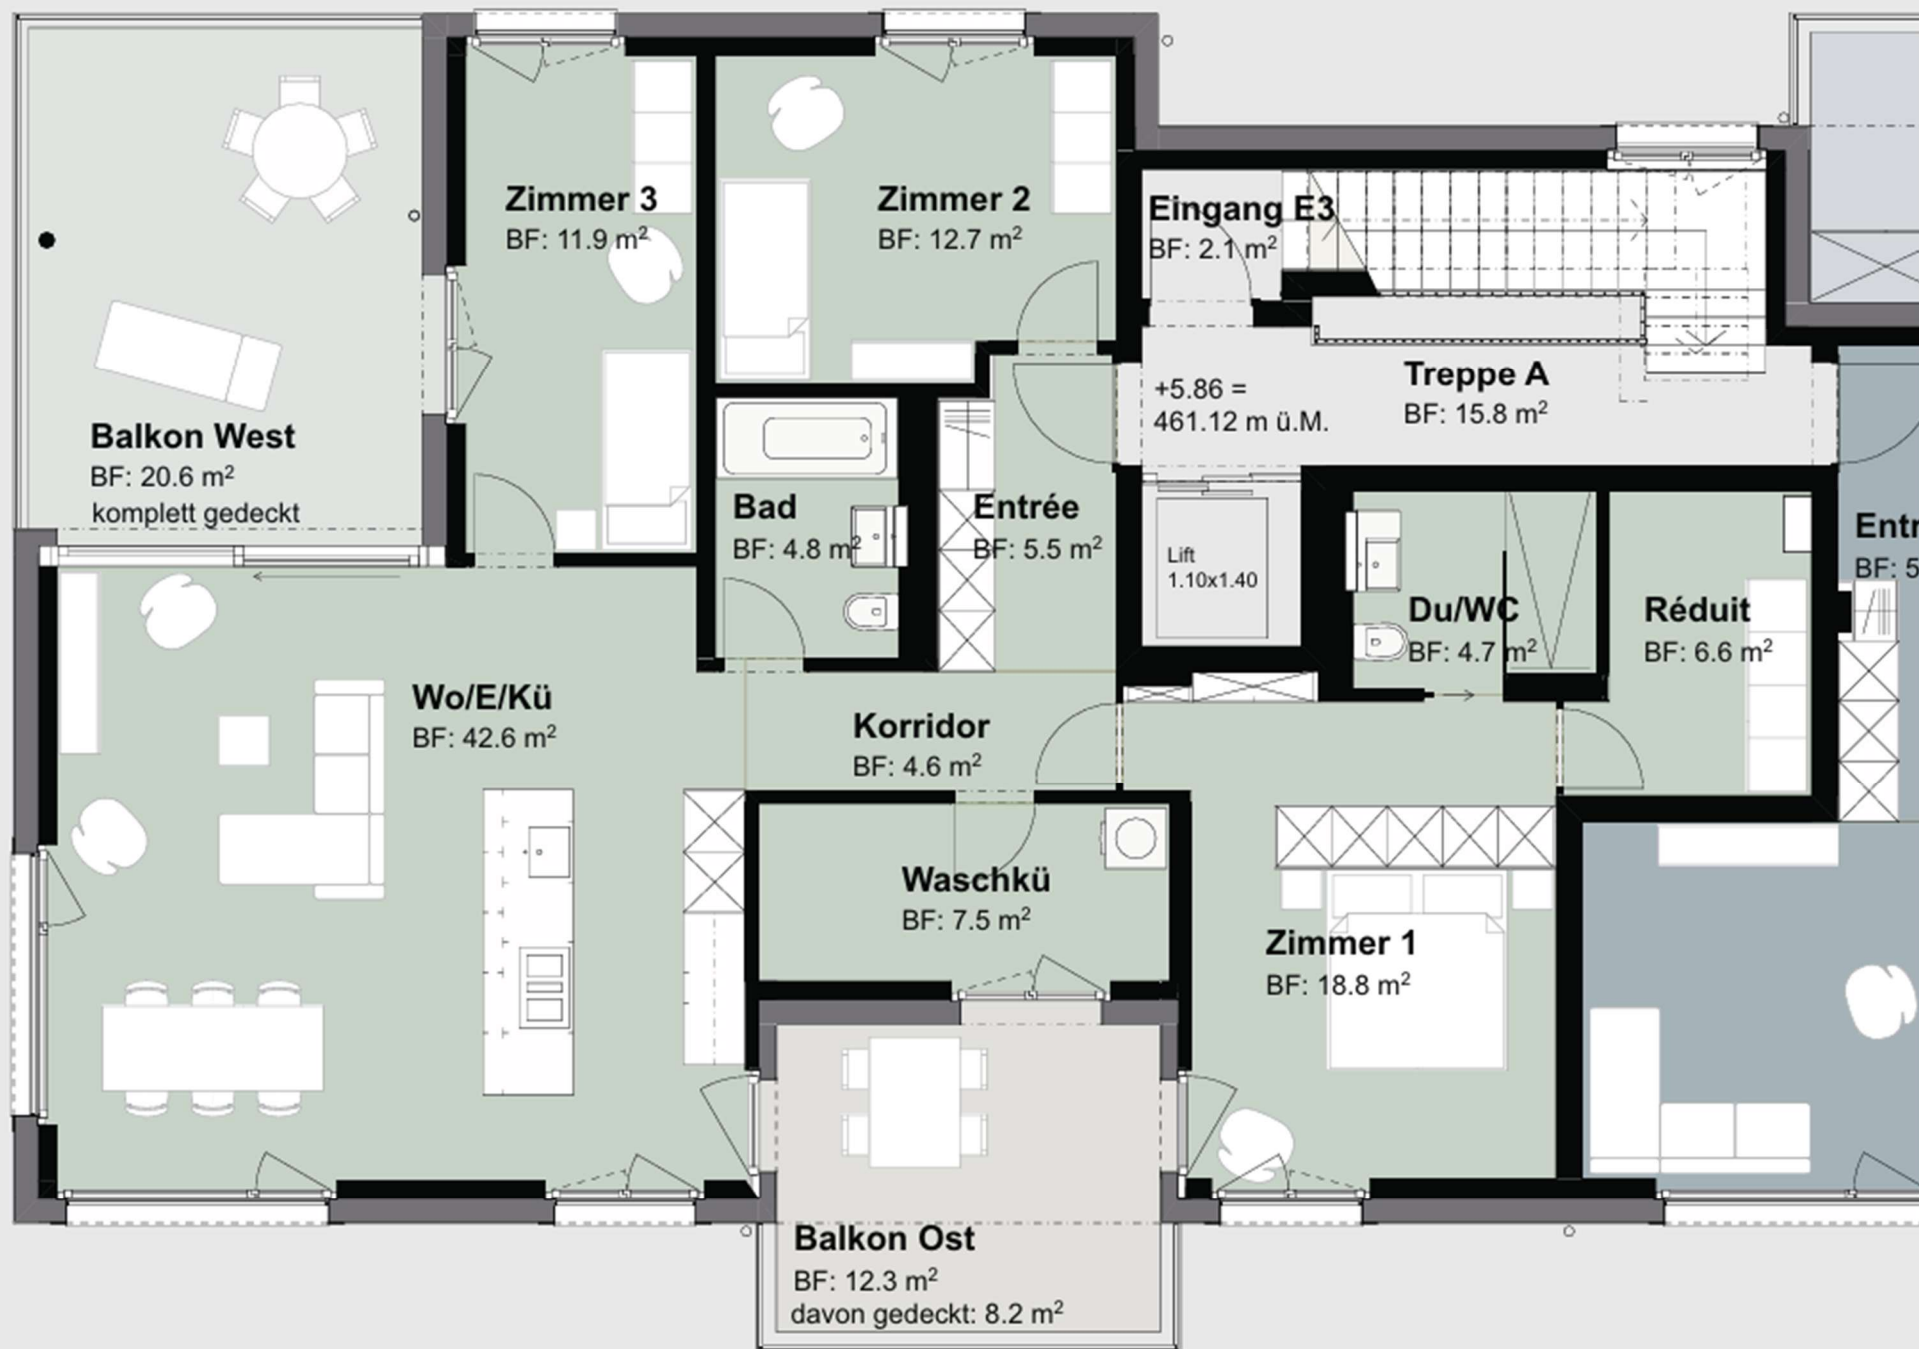 Zimmer 3
BF: 11.9 m²
Zimmer 2
BF: 12.7 m²
Eingang E3
BF: 2.1 m²
Balkon West
BF: 20.6 m²
komplett gedeckt
+5.86 =
461.12 m ü.M.
Treppe A
BF: 15.8 m²
Bad
BF: 4.8 m²
Entrée
BF: 5.5 m²
Lift
1.10x1.40
Du/WC
BF: 4.7 m²
Réduit
BF: 6.6 m²
Entr
BF: 5
Wo/E/Kü
BF: 42.6 m²
Korridor
BF: 4.6 m²
Waschkü
BF: 7.5 m²
Zimmer 1
BF: 18.8 m²
Balkon Ost
BF: 12.3 m²
davon gedeckt: 8.2 m²